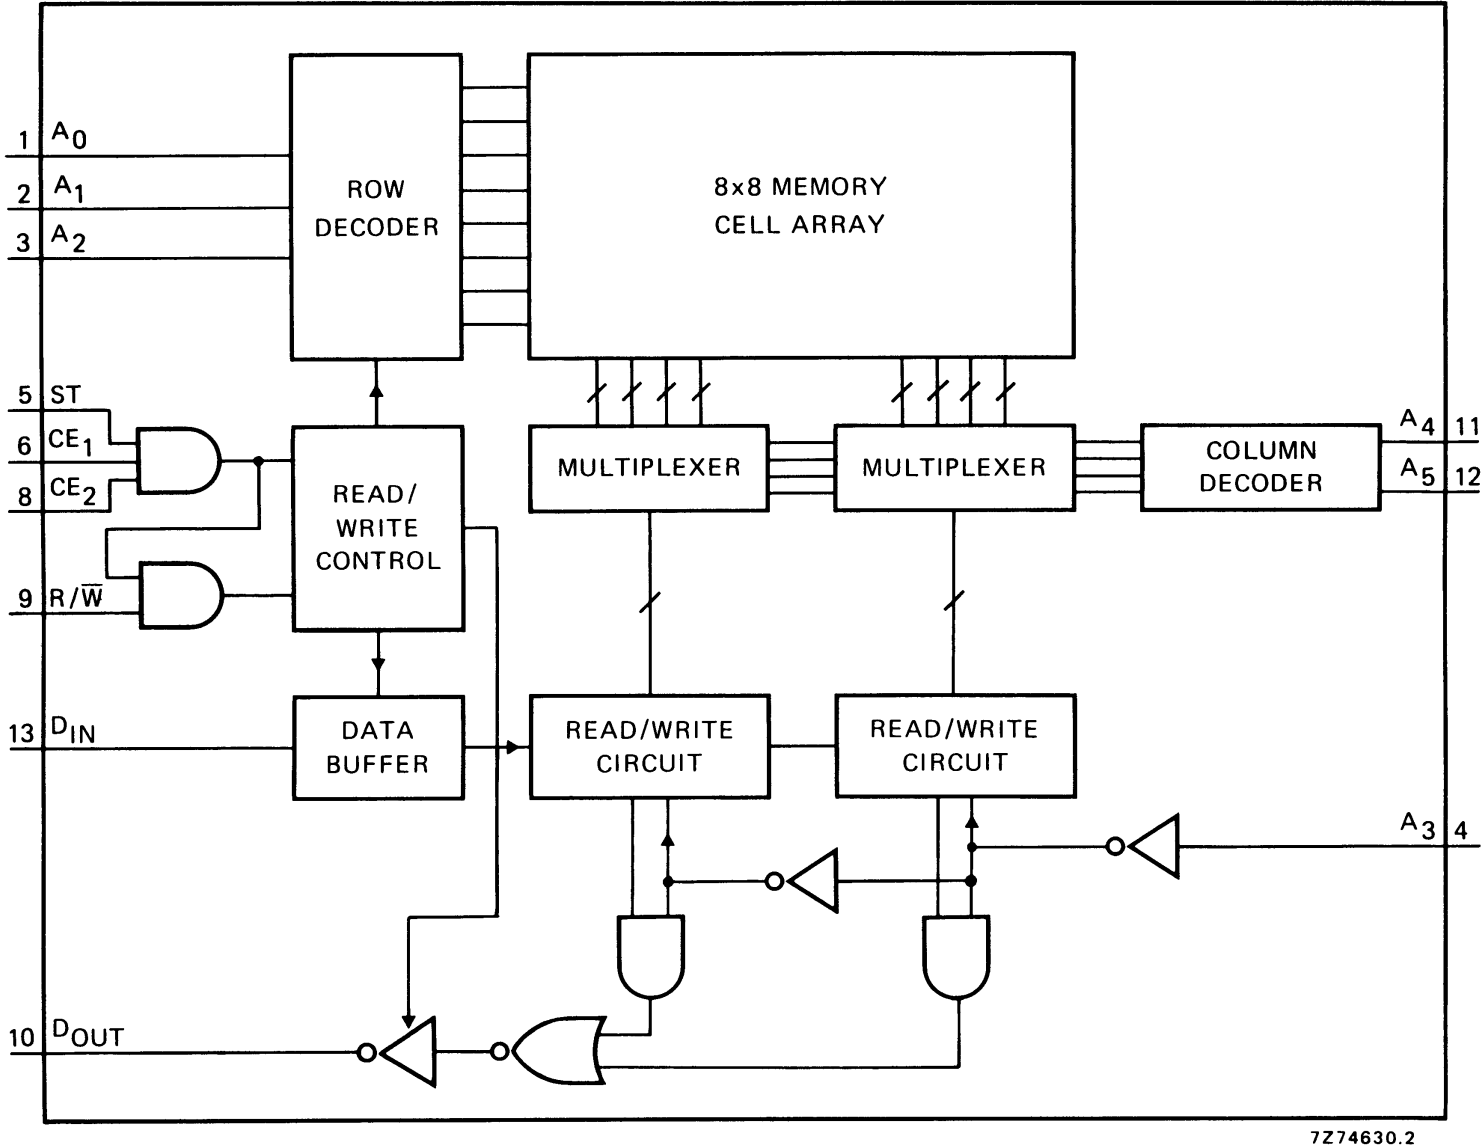 1 A0
2 A1
3 A2
ROW
DECODER
8x8 MEMORY
CELL ARRAY
5 ST
6 CE1
8 CE2
9 R/W̅
READ/
WRITE
CONTROL
MULTIPLEXER
MULTIPLEXER
COLUMN
DECODER
A4 11
A5 12
13 DIN
DATA
BUFFER
READ/WRITE
CIRCUIT
READ/WRITE
CIRCUIT
A3 4
10 DOUT
7Z74630.2